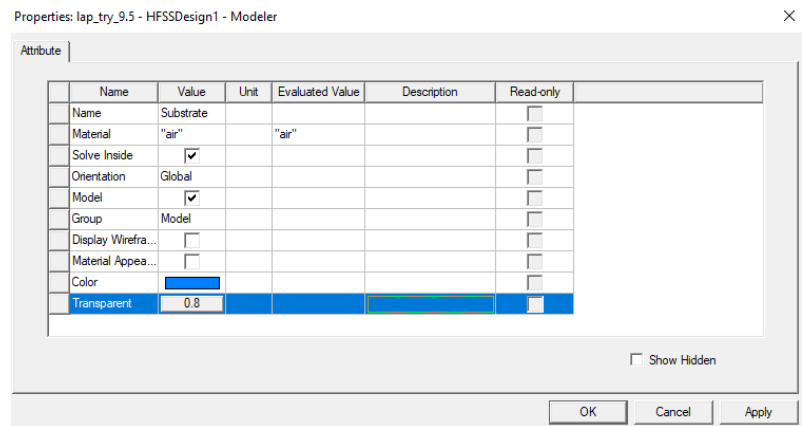 Properties: lap_try_9.5 - HFSSDesign1 - Modeler
Attribute
Name Value Unit Evaluated Value Description Read-only
Name Substrate
Material "air" "air"
Solve Inside
Orientation Global
Model
Group Model
Display Wirefra...
Material Appea...
Color
Transparent 0.8
Show Hidden
OK Cancel Apply